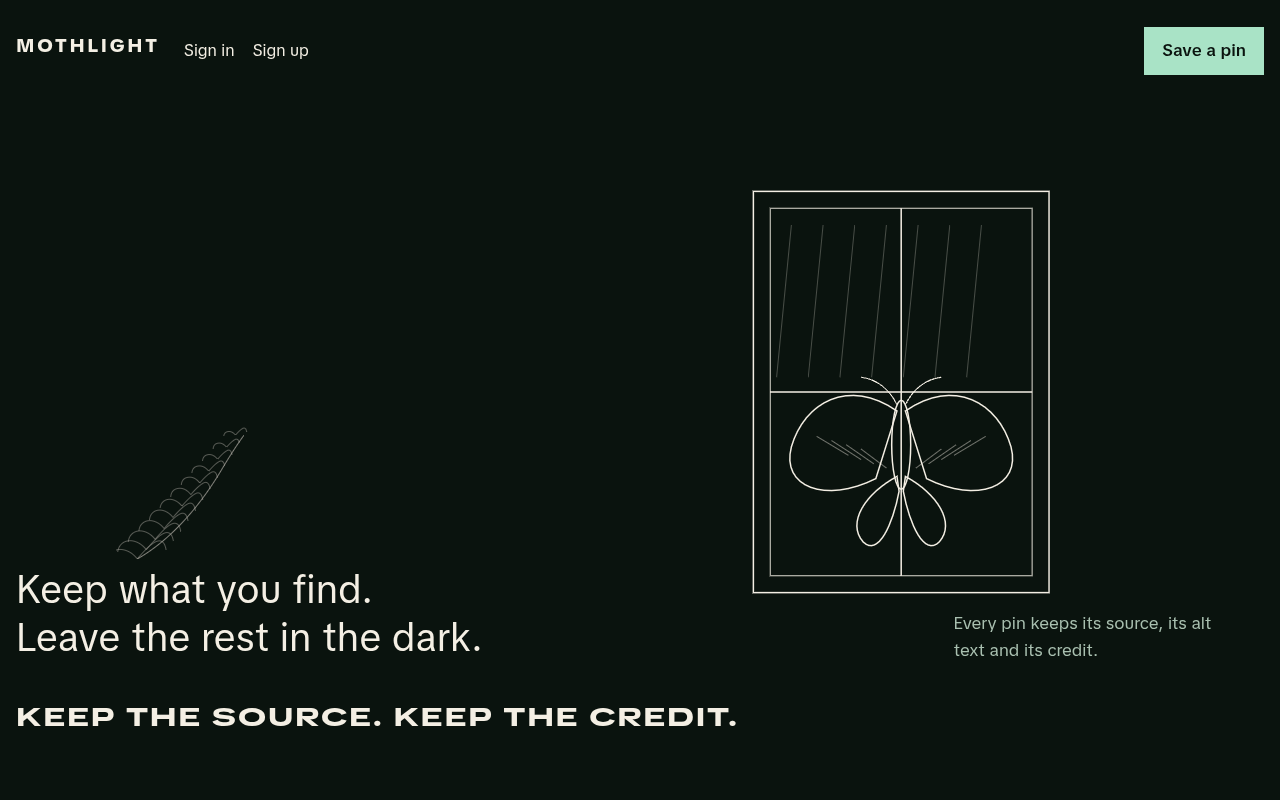 MOTHLIGHT
Sign in
Sign up
Save a pin
Keep what you find.
Leave the rest in the dark.
Every pin keeps its source, its alt
text and its credit.
KEEP THE SOURCE. KEEP THE CREDIT.